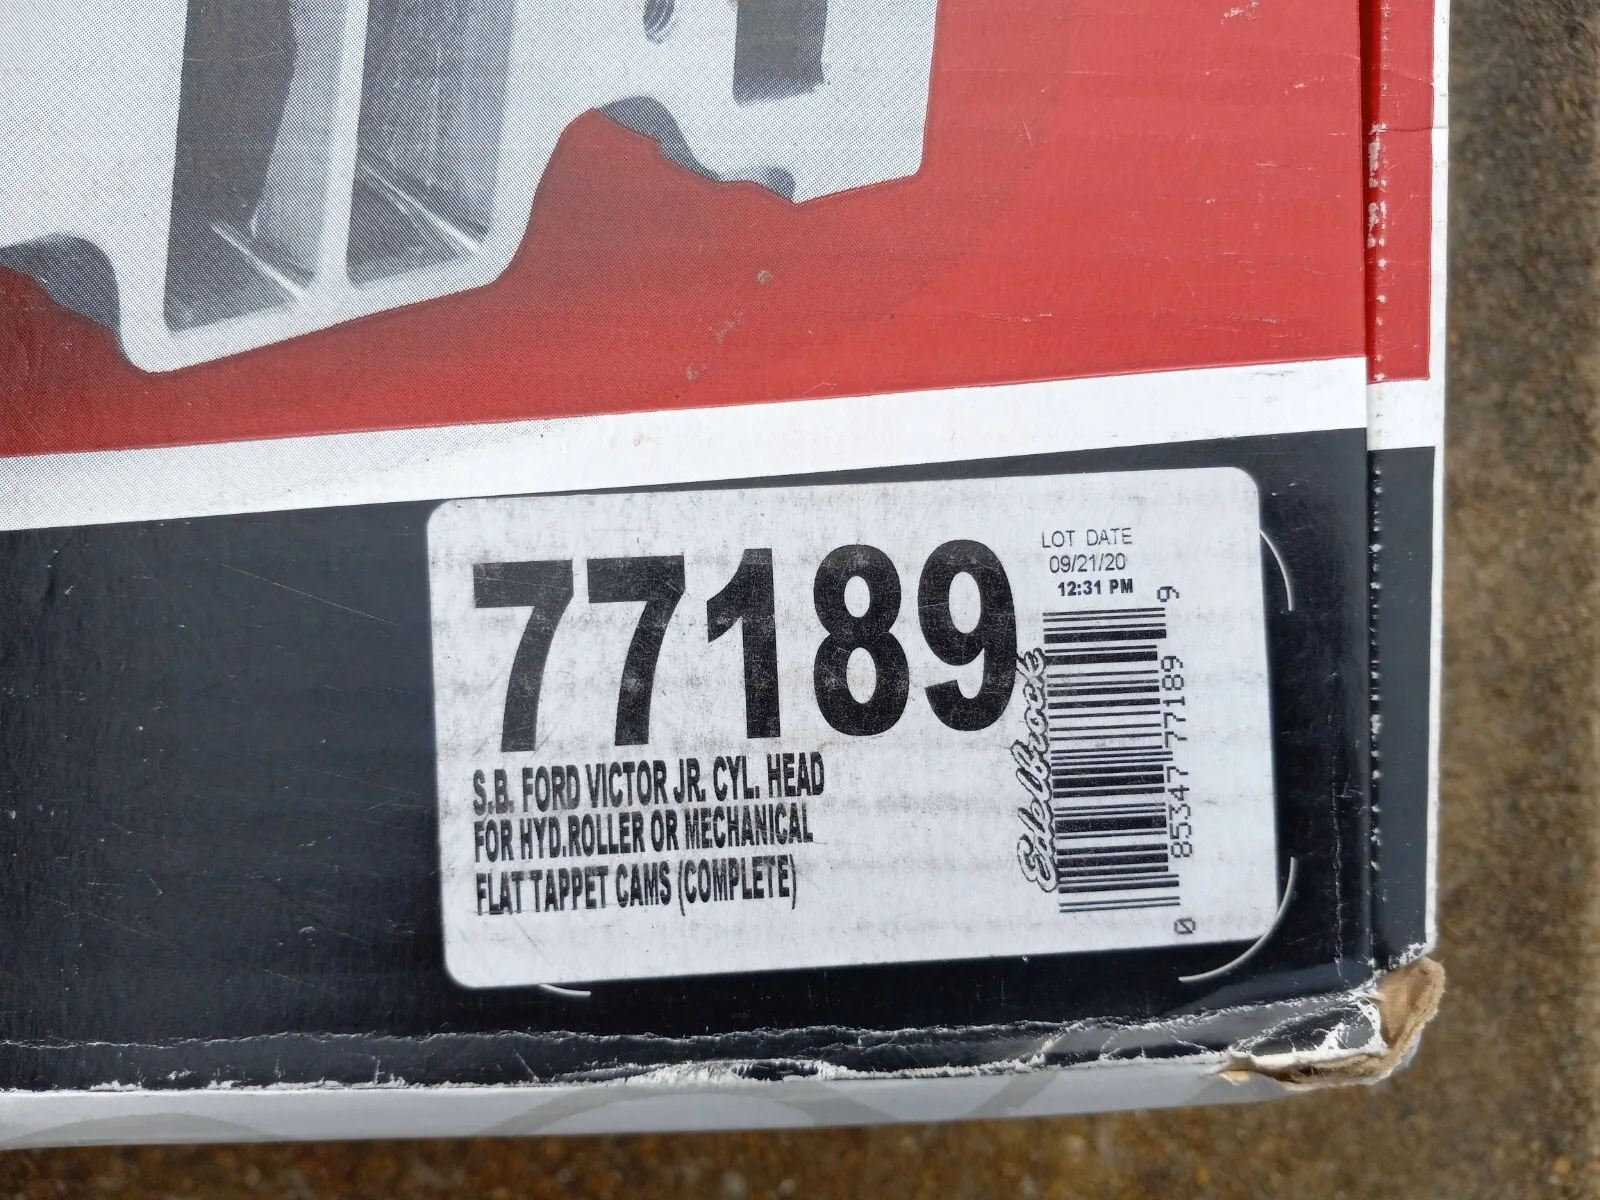 77189
S.B. FORD VICTOR JR. CYL. HEAD
FOR HYD.ROLLER OR MECHANICAL
FLAT TAPPET CAMS (COMPLETE)
LOT DATE
09/21/20
12:31 PM
Edelbrock
0 85347 77189 9